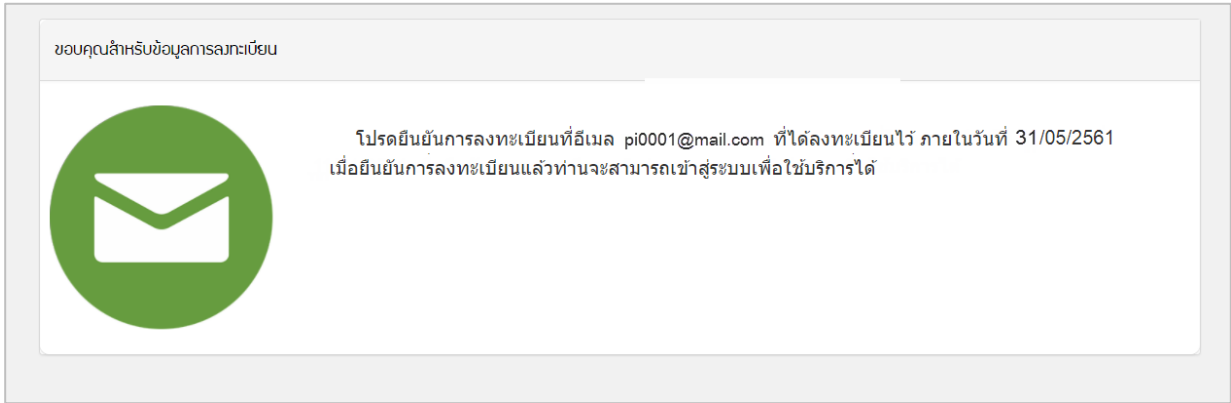 ขอบคุณสำหรับข้อมูลการลงทะเบียน
โปรดยืนยันการลงทะเบียนที่อีเมล pi0001@mail.com ที่ได้ลงทะเบียนไว้ ภายในวันที่ 31/05/2561
เมื่อยืนยันการลงทะเบียนแล้วท่านจะสามารถเข้าสู่ระบบเพื่อใช้บริการได้